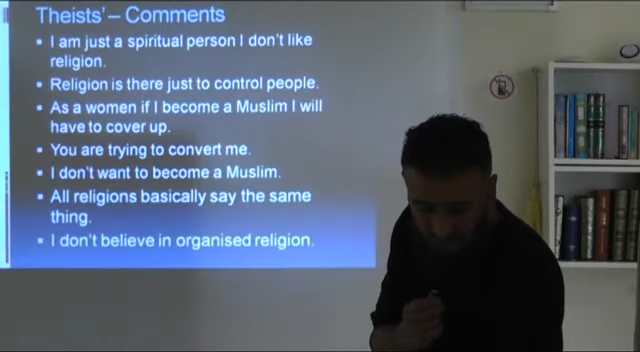 Theists' – Comments
▪ I am just a spiritual person I don't like
religion.
▪ Religion is there just to control people.
▪ As a women if I become a Muslim I will
have to cover up.
▪ You are trying to convert me.
▪ I don't want to become a Muslim.
▪ All religions basically say the same
thing.
▪ I don't believe in organised religion.